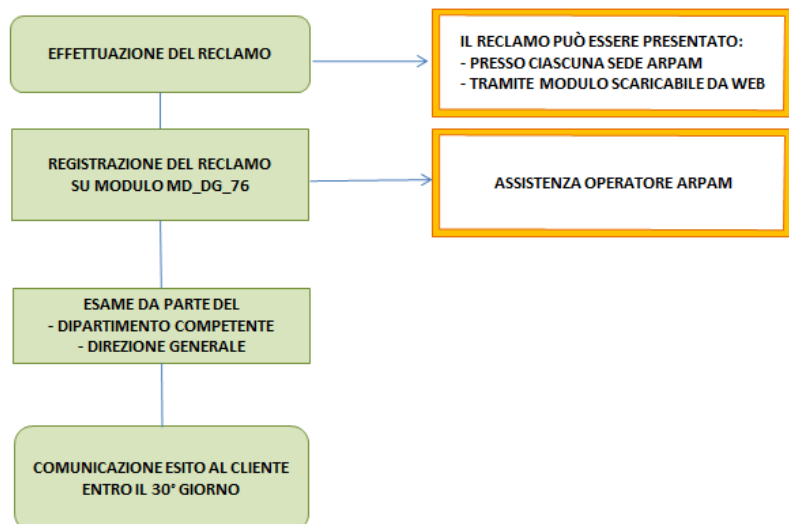 EFFETTUAZIONE DEL RECLAMO
IL RECLAMO PUÒ ESSERE PRESENTATO:
- PRESSO CIASCUNA SEDE ARPAM
- TRAMITE MODULO SCARICABILE DA WEB
REGISTRAZIONE DEL RECLAMO
SU MODULO MD_DG_76
ASSISTENZA OPERATORE ARPAM
ESAME DA PARTE DEL
- DIPARTIMENTO COMPETENTE
- DIREZIONE GENERALE
COMUNICAZIONE ESITO AL CLIENTE
ENTRO IL 30° GIORNO